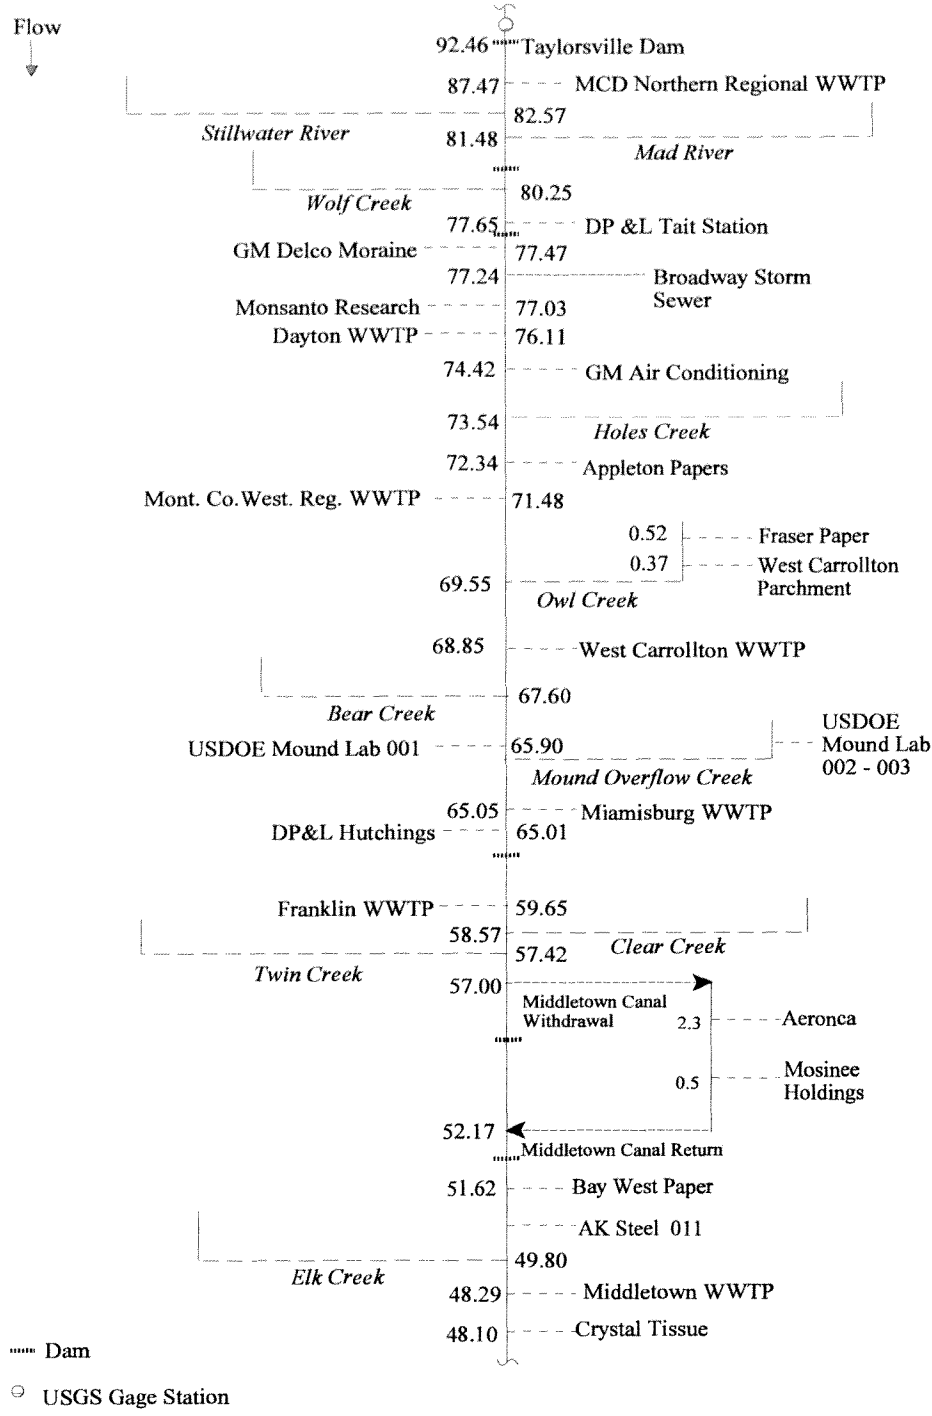 Flow
92.46 Taylorsville Dam
87.47 MCD Northern Regional WWTP
82.57
Stillwater River
81.48
Mad River
80.25
Wolf Creek
77.65 DP &L Tait Station
GM Delco Moraine 77.47
77.24 Broadway Storm
Sewer
Monsanto Research 77.03
Dayton WWTP 76.11
74.42 GM Air Conditioning
73.54
Holes Creek
72.34 Appleton Papers
Mont. Co.West. Reg. WWTP 71.48
0.52 Fraser Paper
0.37 West Carrollton
Parchment
69.55
Owl Creek
68.85 West Carrollton WWTP
67.60
Bear Creek
USDOE
Mound Lab
002 - 003
USDOE Mound Lab 001 65.90
Mound Overflow Creek
65.05 Miamisburg WWTP
DP&L Hutchings 65.01
Franklin WWTP 59.65
58.57
Clear Creek
57.42
Twin Creek
57.00
Middletown Canal
Withdrawal
2.3 Aeronca
0.5 Mosinee
Holdings
52.17
Middletown Canal Return
51.62 Bay West Paper
AK Steel 011
49.80
Elk Creek
48.29 Middletown WWTP
48.10 Crystal Tissue
Dam
USGS Gage Station